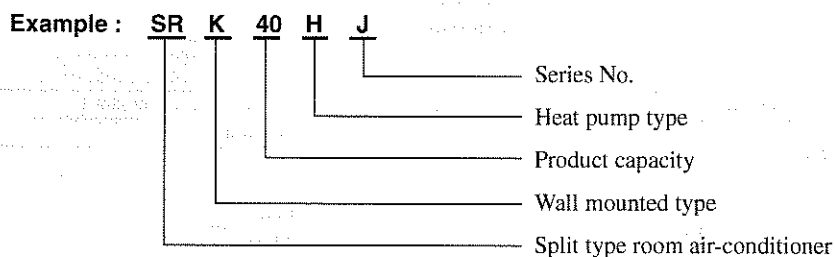 Example : SR K 40 H J
Series No.
Heat pump type
Product capacity
Wall mounted type
Split type room air-conditioner